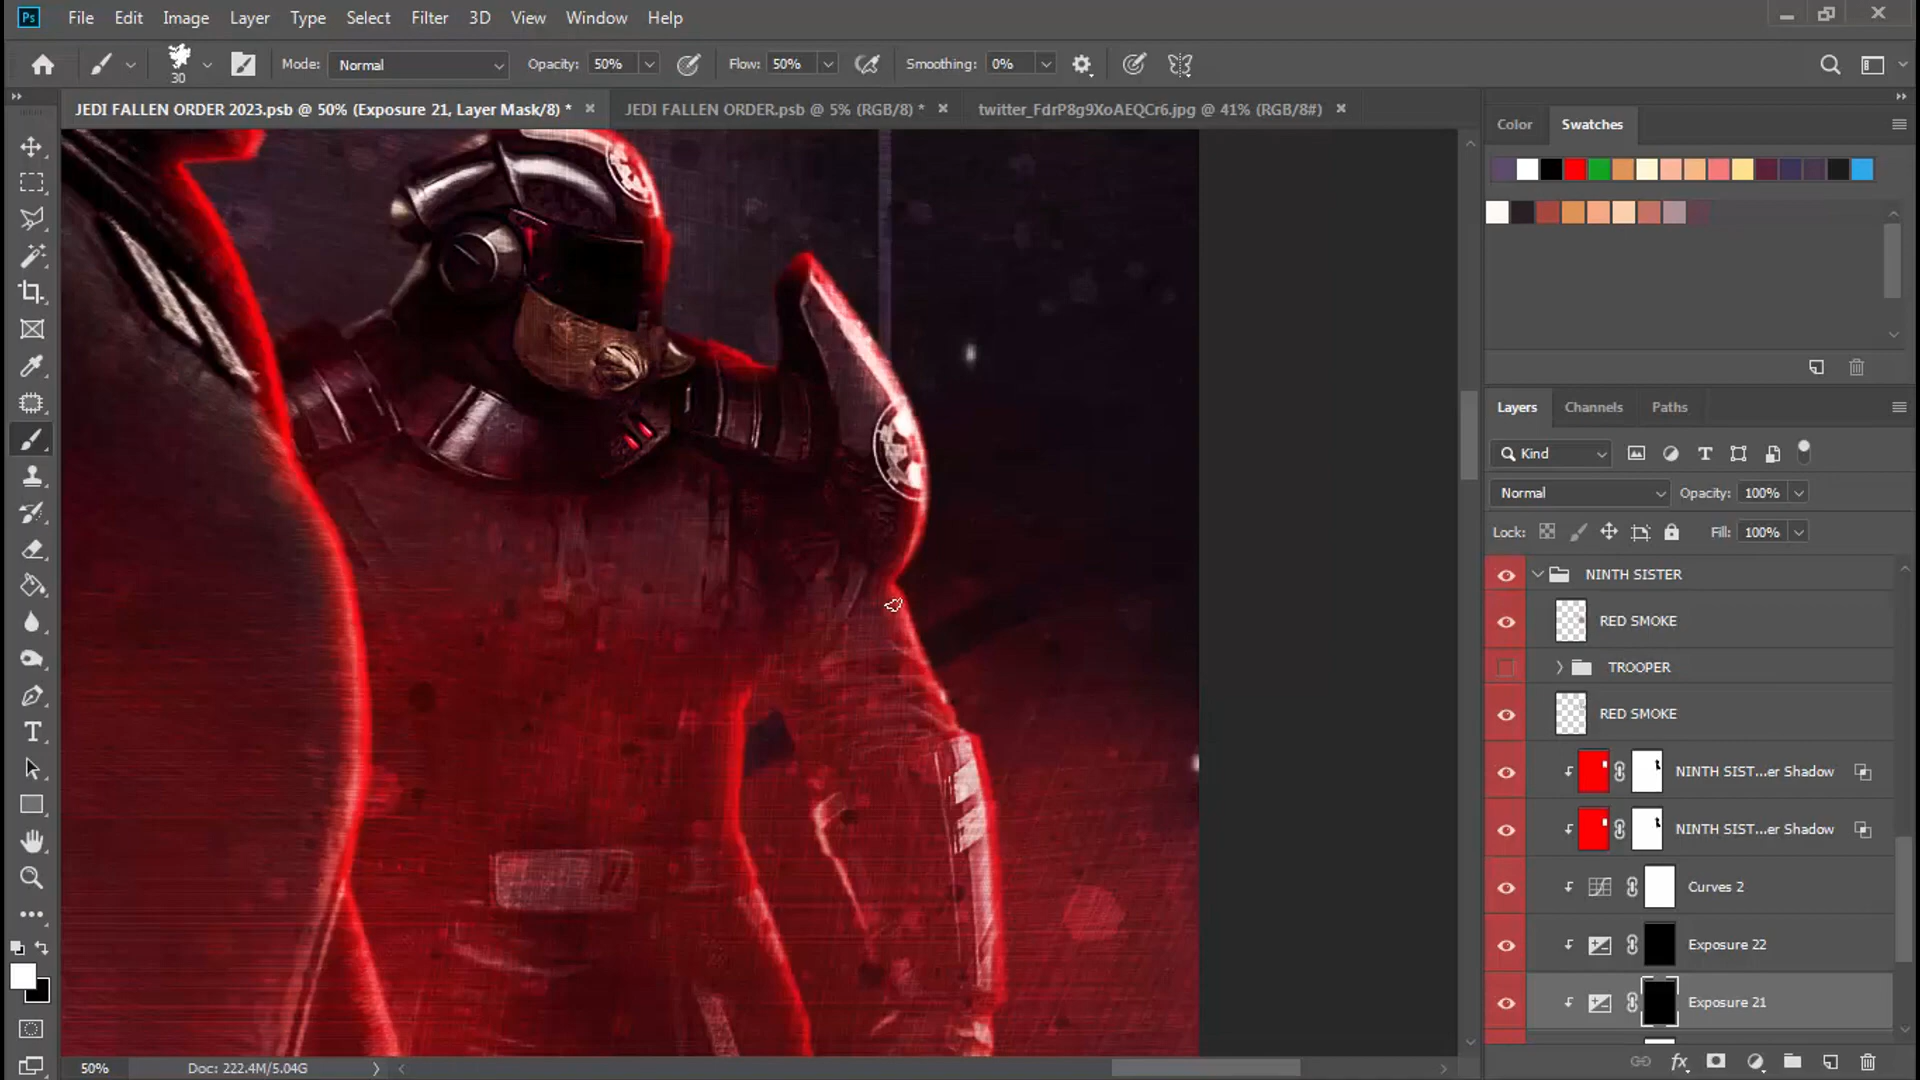 Ps File Edit Image Layer Type Select Filter 3D View Window Help
30 Mode: Normal Opacity: 50% Flow: 50% Smoothing: 0%
JEDI FALLEN ORDER 2023.psb @ 50% (Exposure 21, Layer Mask/8) * JEDI FALLEN ORDER.psb @ 5% (RGB/8) * twitter_FdrP8g9XoAEQCr6.jpg @ 41% (RGB/8#)
Color Swatches
Layers Channels Paths
Kind
Normal Opacity: 100%
Lock: Fill: 100%
NINTH SISTER
RED SMOKE
TROOPER
RED SMOKE
NINTH SIST...er Shadow
NINTH SIST...er Shadow
Curves 2
Exposure 22
Exposure 21
50% Doc: 222.4M/5.04G